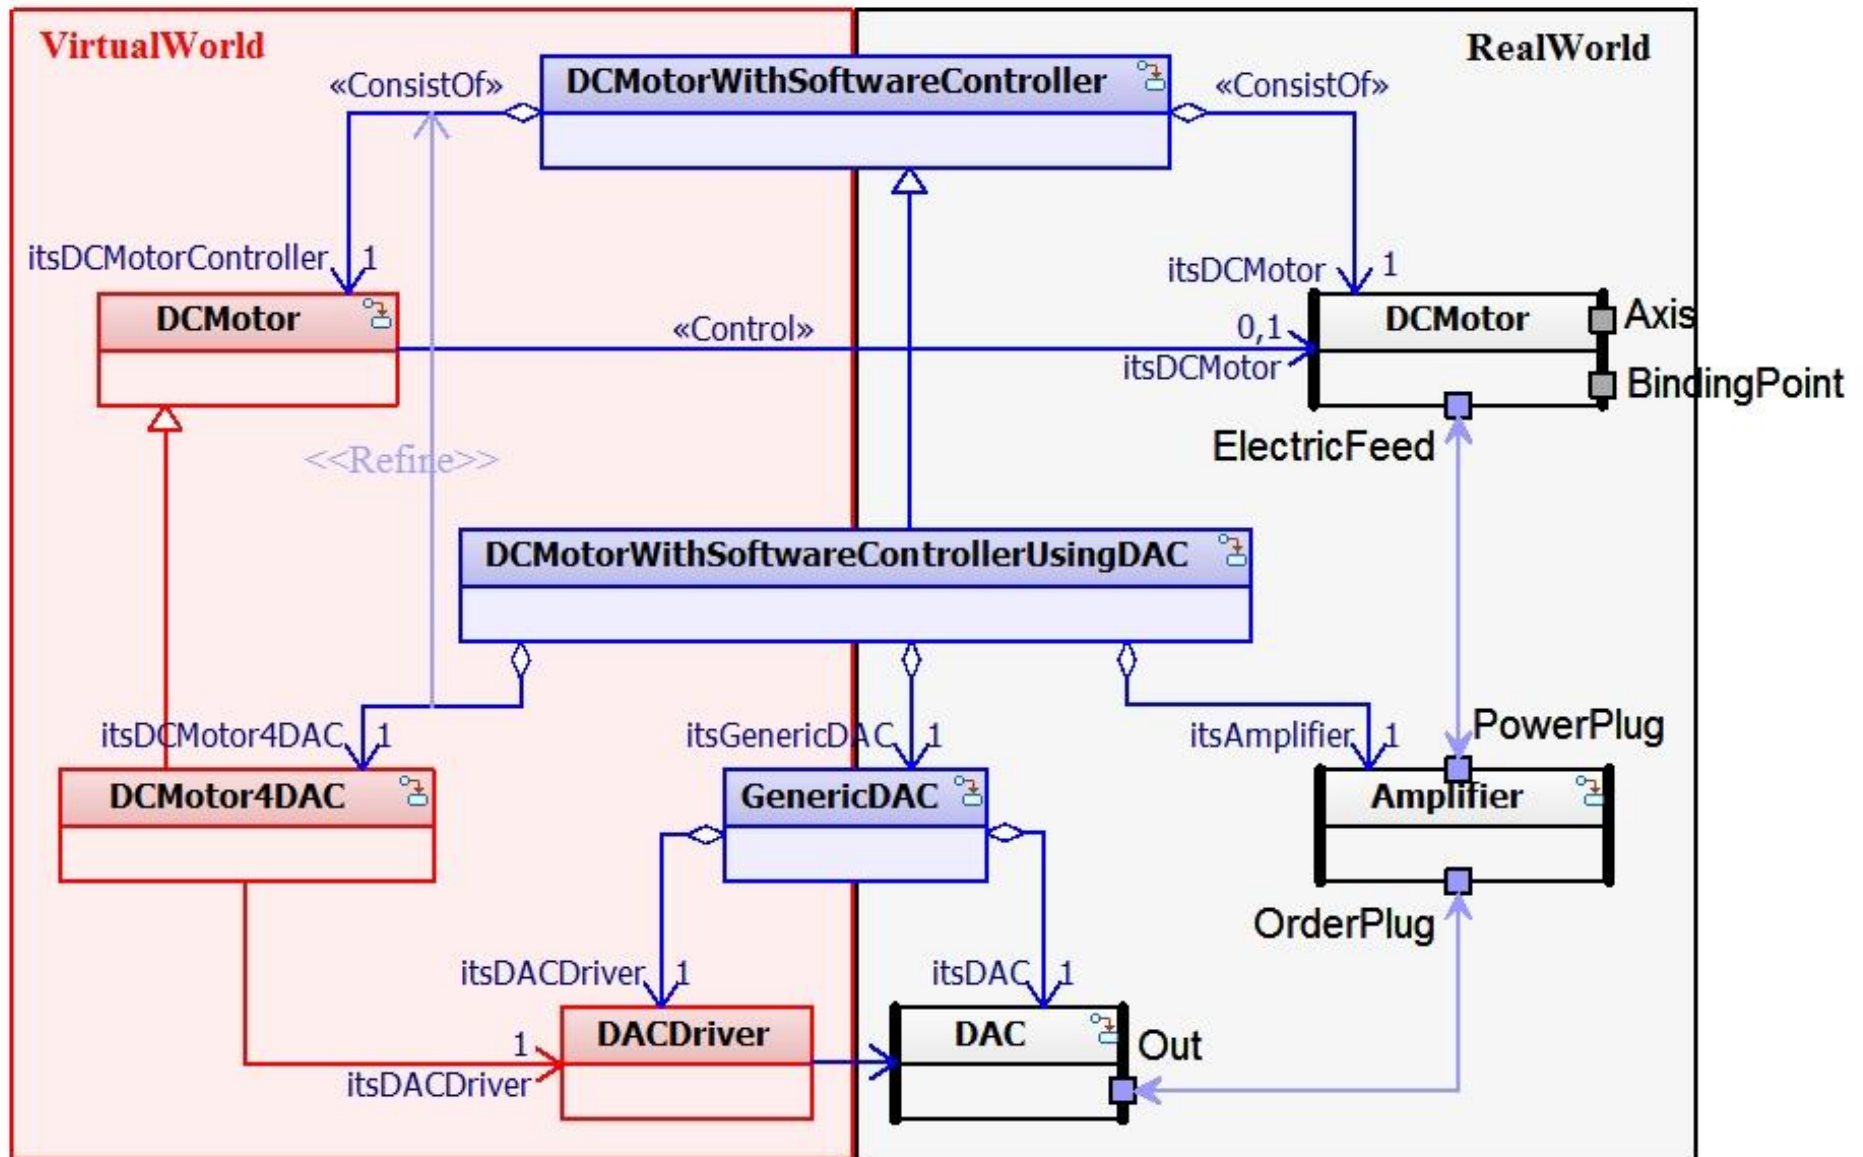 VirtualWorld
RealWorld
«ConsistOf»
DCMotorWithSoftwareController
«ConsistOf»
itsDCMotorController
1
itsDCMotor
1
DCMotor
«Control»
0,1
itsDCMotor
DCMotor
Axis
BindingPoint
ElectricFeed
<<Refine>>
DCMotorWithSoftwareControllerUsingDAC
itsDCMotor4DAC
1
itsGenericDAC
1
itsAmplifier
1
PowerPlug
DCMotor4DAC
GenericDAC
Amplifier
OrderPlug
itsDACDriver
1
itsDAC
1
1
itsDACDriver
DACDriver
DAC
Out